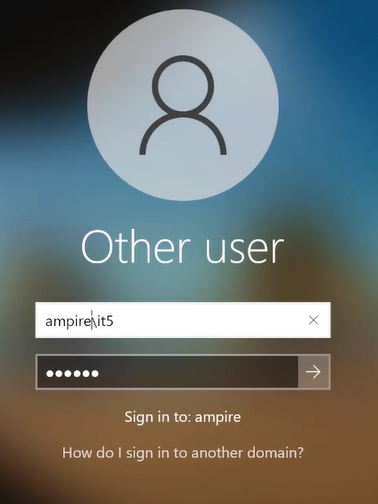 Other user
ampire\it5
●●●●●●
Sign in to: ampire
How do I sign in to another domain?